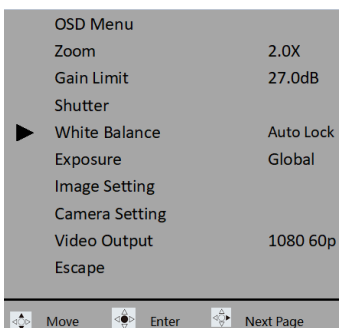 OSD Menu
Zoom 2.0X
Gain Limit 27.0dB
Shutter
White Balance Auto Lock
Exposure Global
Image Setting
Camera Setting
Video Output 1080 60p
Escape
Move Enter Next Page